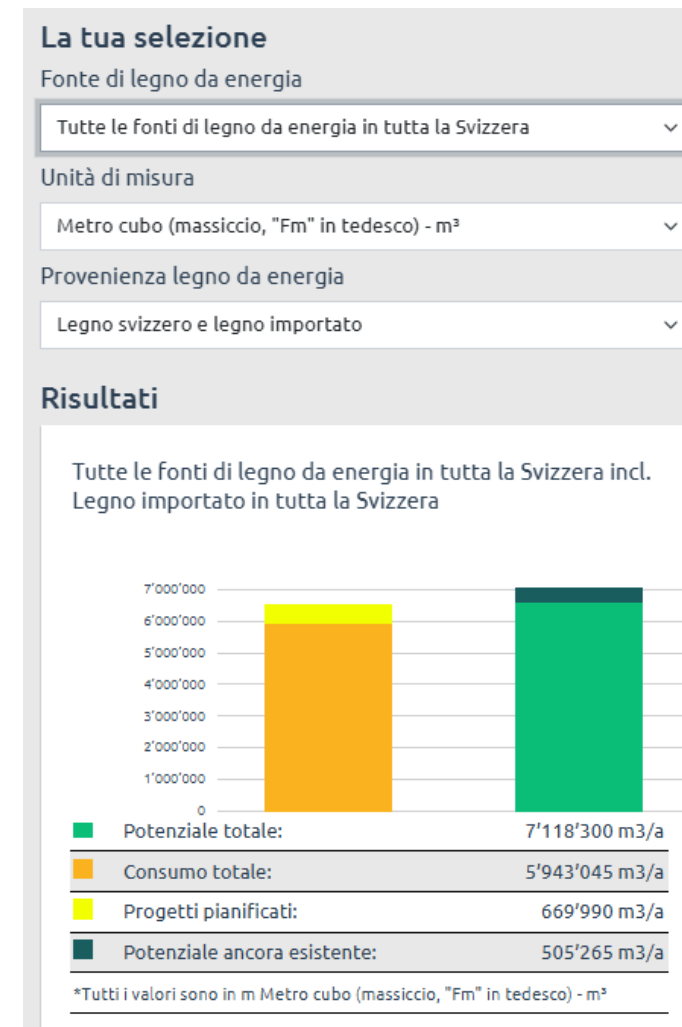 La tua selezione
Fonte di legno da energia
Tutte le fonti di legno da energia in tutta la Svizzera
Unità di misura
Metro cubo (massiccio, "Fm" in tedesco) - m³
Provenienza legno da energia
Legno svizzero e legno importato
Risultati
Tutte le fonti di legno da energia in tutta la Svizzera incl.
Legno importato in tutta la Svizzera
7'000'000
6'000'000
5'000'000
4'000'000
3'000'000
2'000'000
1'000'000
0
Potenziale totale: 7'118'300 m3/a
Consumo totale: 5'943'045 m3/a
Progetti pianificati: 669'990 m3/a
Potenziale ancora esistente: 505'265 m3/a
*Tutti i valori sono in m Metro cubo (massiccio, "Fm" in tedesco) - m³